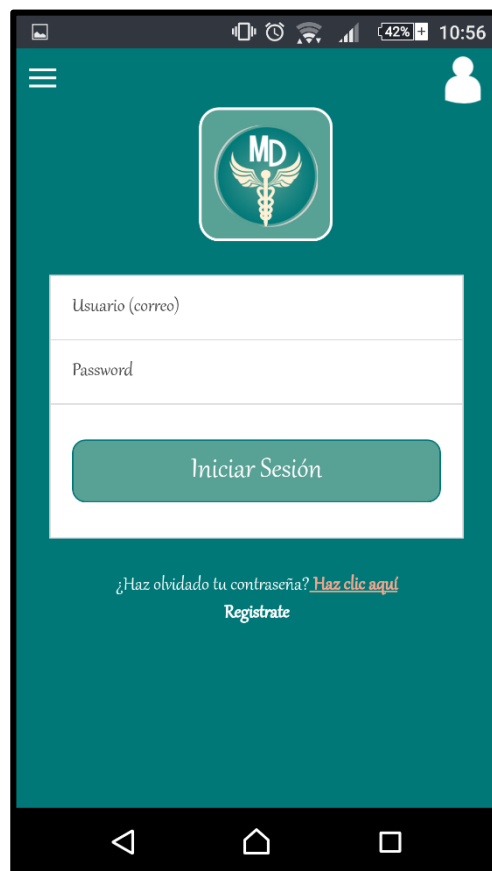 42% 10:56
MD
Usuario (correo)
Password
Iniciar Sesión
¿Haz olvidado tu contraseña? Haz clic aquí
Registrate